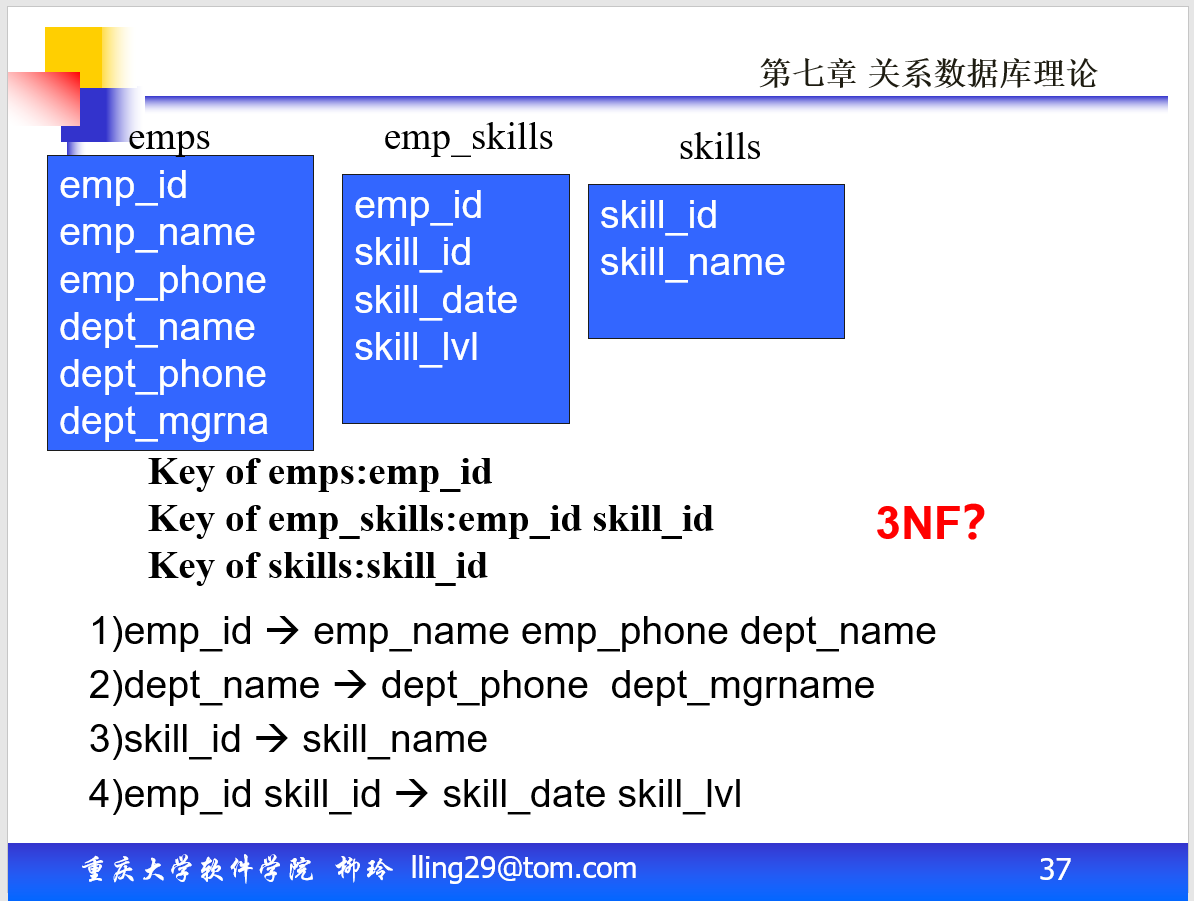 第七章 关系数据库理论
emps
emp_skills
skills
emp_id
emp_name
emp_phone
dept_name
dept_phone
dept_mgrna
emp_id
skill_id
skill_date
skill_lvl
skill_id
skill_name
Key of emps:emp_id
Key of emp_skills:emp_id skill_id
Key of skills:skill_id
3NF?
1)emp_id → emp_name emp_phone dept_name
2)dept_name → dept_phone dept_mgrname
3)skill_id → skill_name
4)emp_id skill_id → skill_date skill_lvl
重庆大学软件学院 柳玲 lling29@tom.com
37